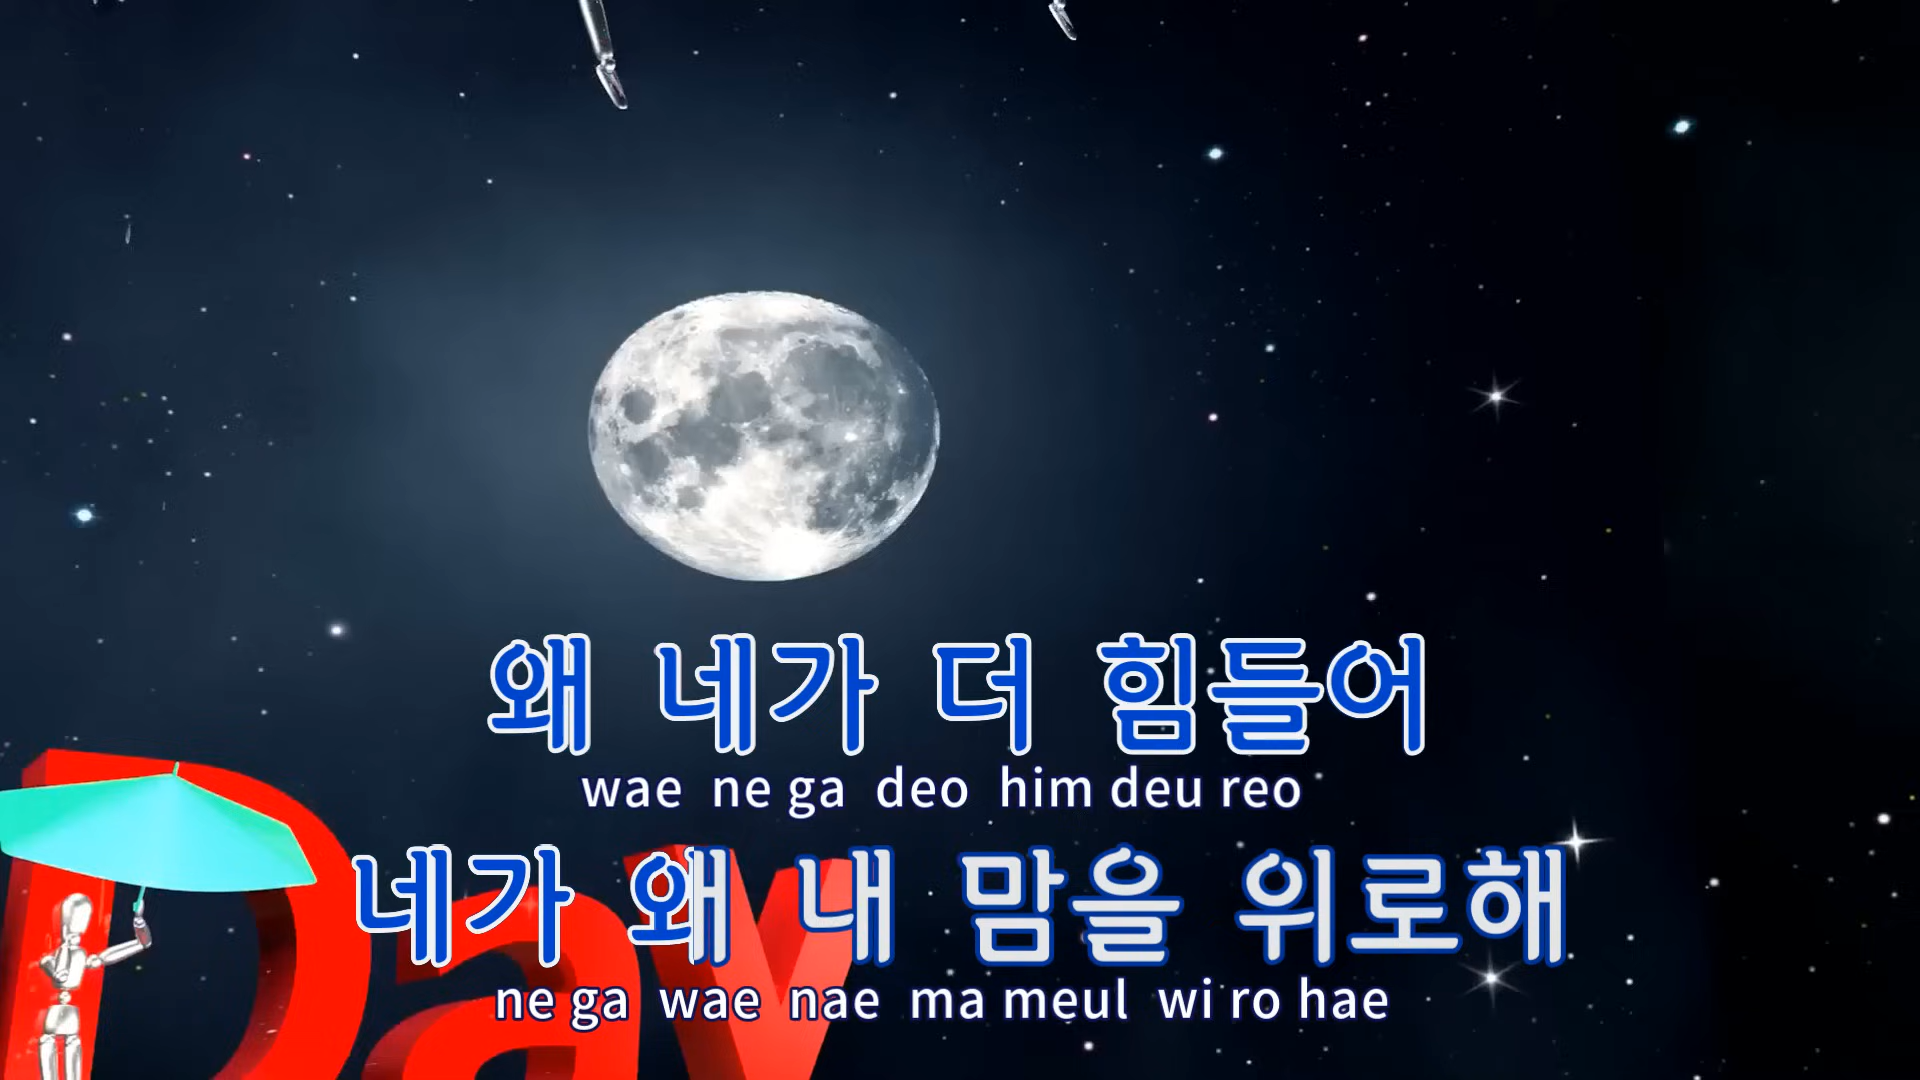 왜 네가 더 힘들어
wae ne ga deo him deu reo
네가 왜 내 맘을 위로해
ne ga wae nae ma meul wi ro hae
Day